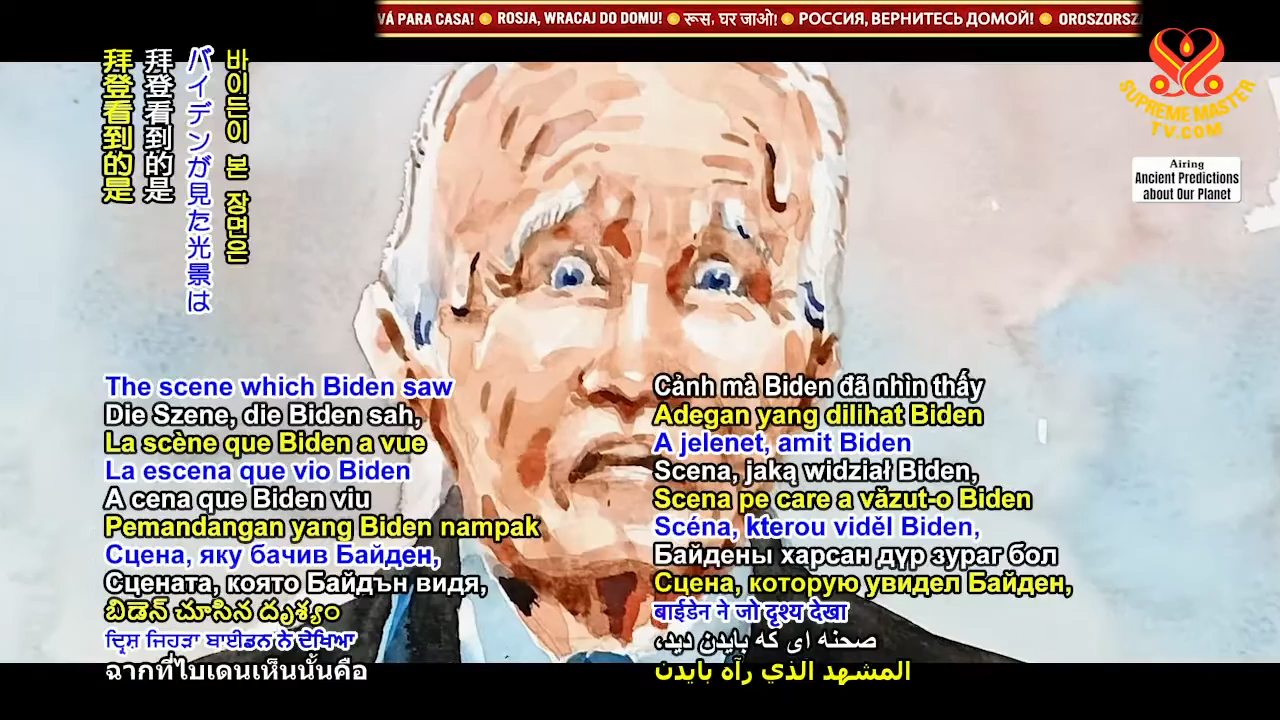 VÁ PARA CASA! ROSJA, WRACAJ DO DOMU! रूस, घर जाओ! РОССИЯ, ВЕРНИТЕСЬ ДОМОЙ!
SUPREME MASTER
TV.COM
Airing
Ancient Predictions
about Our Planet
바이든이 본 장면은
バイデンが見た光景は
拜登看到的是
拜登看到的是
The scene which Biden saw
Die Szene, die Biden sah,
La scène que Biden a vue
La escena que vio Biden
A cena que Biden viu
Pemandangan yang Biden nampak
Сцена, яку бачив Байден,
Сцената, която Байдън видя,
బిడెన్ చూసిన దృశ్యం
ਦ੍ਰਿਸ਼ ਜਿਹੜਾ ਬਾਈਡਨ ਨੇ ਦੇਖਿਆ
ฉากที่ไบเดนเห็นนั้นคือ
Cảnh mà Biden đã nhìn thấy
Adegan yang dilihat Biden
A jelenet, amit Biden
Scena, jaką widział Biden,
Scena pe care a văzut-o Biden
Scéna, kterou viděl Biden,
Байдены харсан дүр зураг бол
Сцена, которую увидел Байден,
बाईडेन ने जो दृश्य देखा
صحنه ای که بایدن دید،
المشهد الذي رآه بايدن